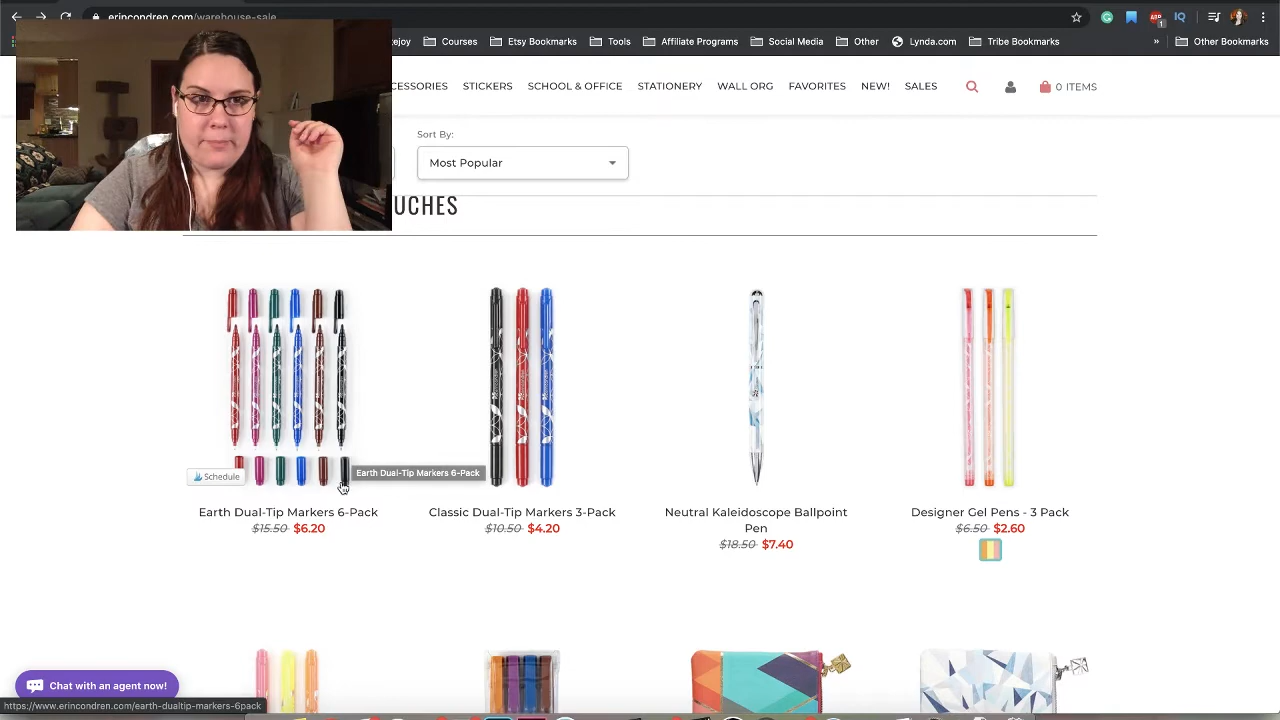 erincondren.com/warehouse-sale
ABP
1
IQ
ejoy
Courses
Etsy Bookmarks
Tools
Affiliate Programs
Social Media
Other
Lynda.com
Tribe Bookmarks
»
Other Bookmarks
CESSORIES
STICKERS
SCHOOL & OFFICE
STATIONERY
WALL ORG
FAVORITES
NEW!
SALES
0 ITEMS
Sort By:
Most Popular
UCHES
Schedule
Earth Dual-Tip Markers 6-Pack
Earth Dual-Tip Markers 6-Pack
$15.50 $6.20
Classic Dual-Tip Markers 3-Pack
$10.50 $4.20
Neutral Kaleidoscope Ballpoint
Pen
$18.50 $7.40
Designer Gel Pens - 3 Pack
$6.50 $2.60
Chat with an agent now!
https://www.erincondren.com/earth-dualtip-markers-6pack